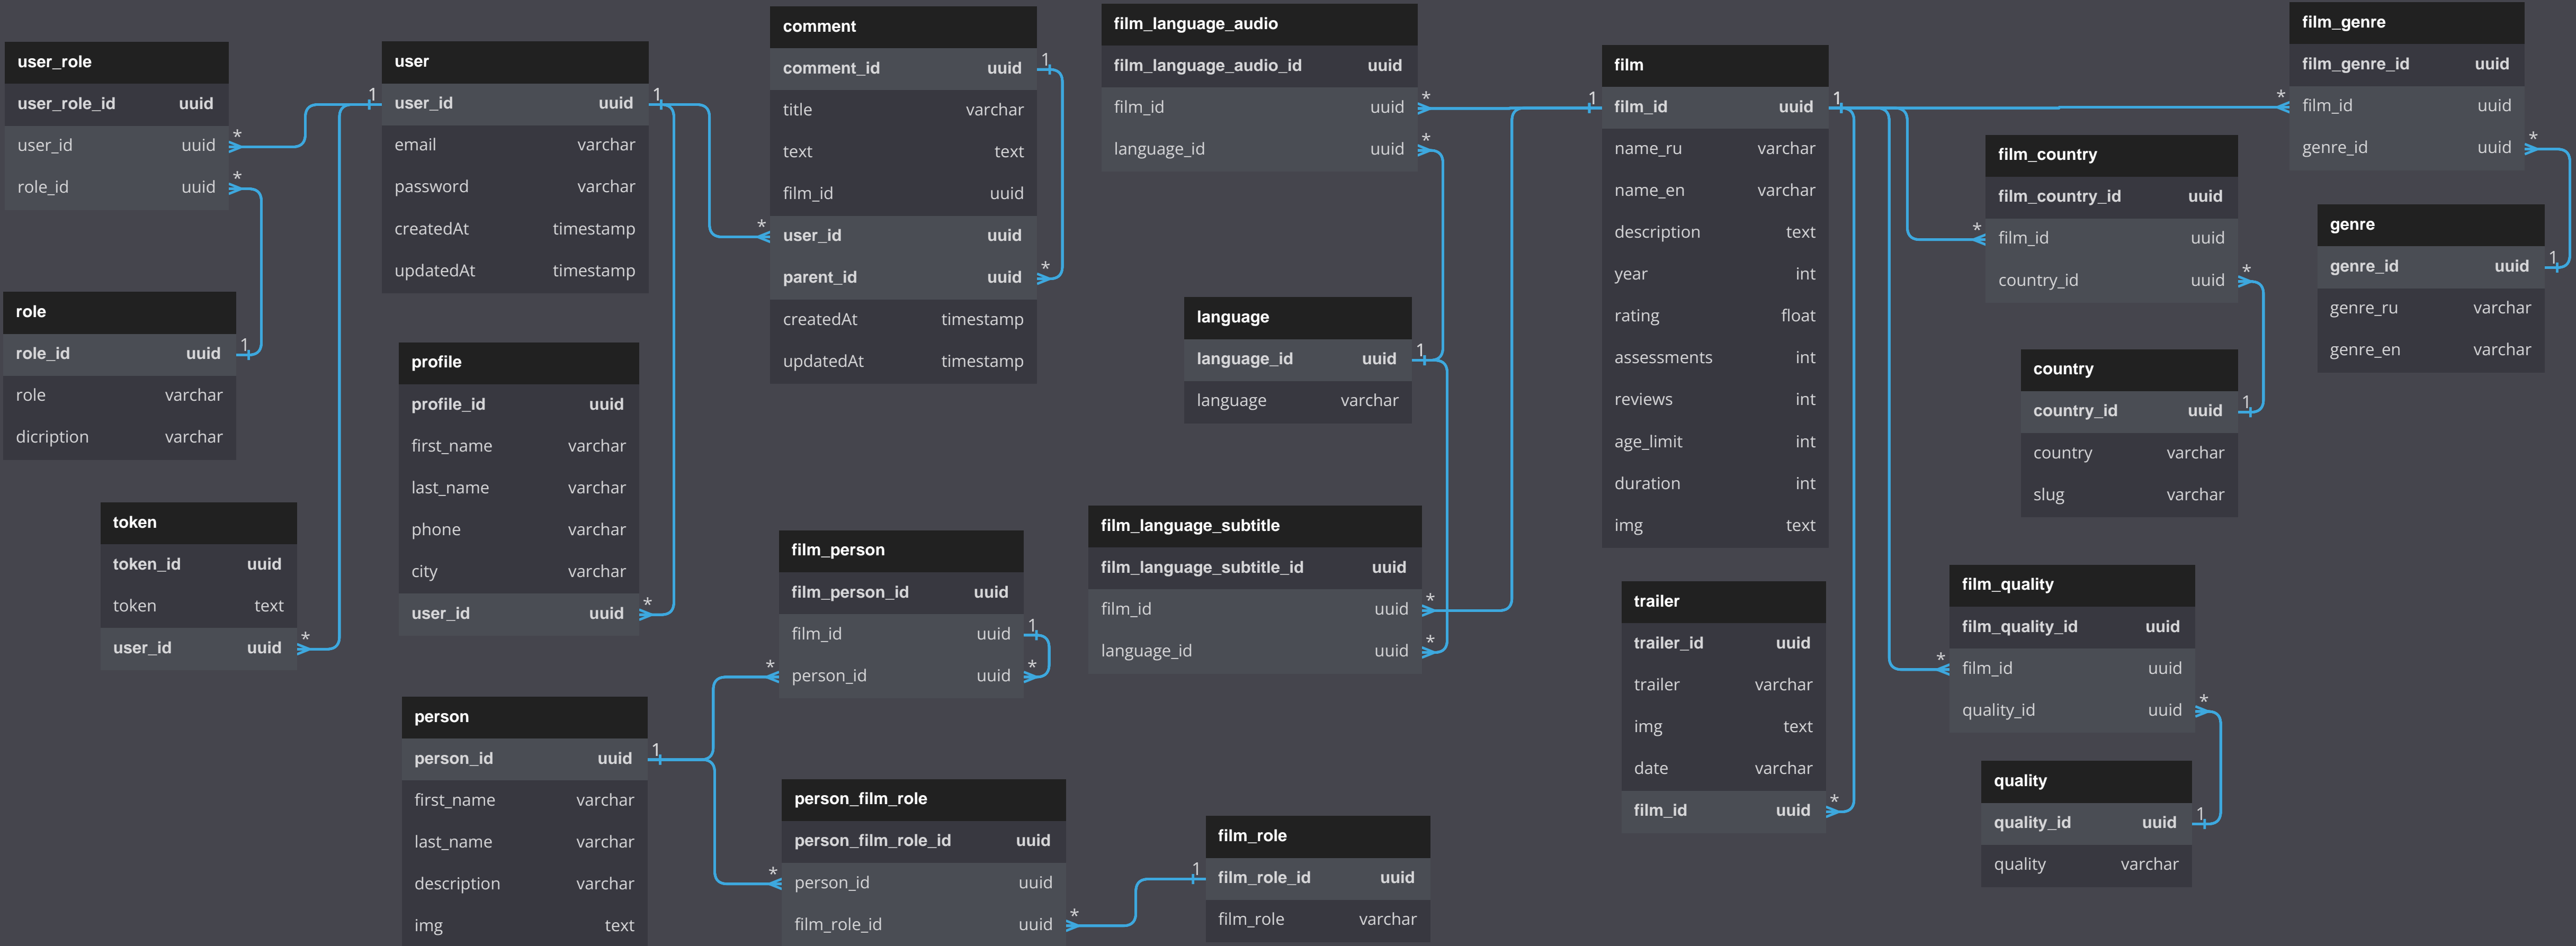 user_role
user_role_id uuid
user_id uuid
role_id uuid
role
role_id uuid
role varchar
dicription varchar
token
token_id uuid
token text
user_id uuid
user
user_id uuid
email varchar
password varchar
createdAt timestamp
updatedAt timestamp
profile
profile_id uuid
first_name varchar
last_name varchar
phone varchar
city varchar
user_id uuid
person
person_id uuid
first_name varchar
last_name varchar
description varchar
img text
comment
comment_id uuid
title varchar
text text
film_id uuid
user_id uuid
parent_id uuid
createdAt timestamp
updatedAt timestamp
film_person
film_person_id uuid
film_id uuid
person_id uuid
person_film_role
person_film_role_id uuid
person_id uuid
film_role_id uuid
film_language_audio
film_language_audio_id uuid
film_id uuid
language_id uuid
language
language_id uuid
language varchar
film_language_subtitle
film_language_subtitle_id uuid
film_id uuid
language_id uuid
film_role
film_role_id uuid
film_role varchar
film
film_id uuid
name_ru varchar
name_en varchar
description text
year int
rating float
assessments int
reviews int
age_limit int
duration int
img text
trailer
trailer_id uuid
trailer varchar
img text
date varchar
film_id uuid
film_country
film_country_id uuid
film_id uuid
country_id uuid
country
country_id uuid
country varchar
slug varchar
film_quality
film_quality_id uuid
film_id uuid
quality_id uuid
quality
quality_id uuid
quality varchar
film_genre
film_genre_id uuid
film_id uuid
genre_id uuid
genre
genre_id uuid
genre_ru varchar
genre_en varchar